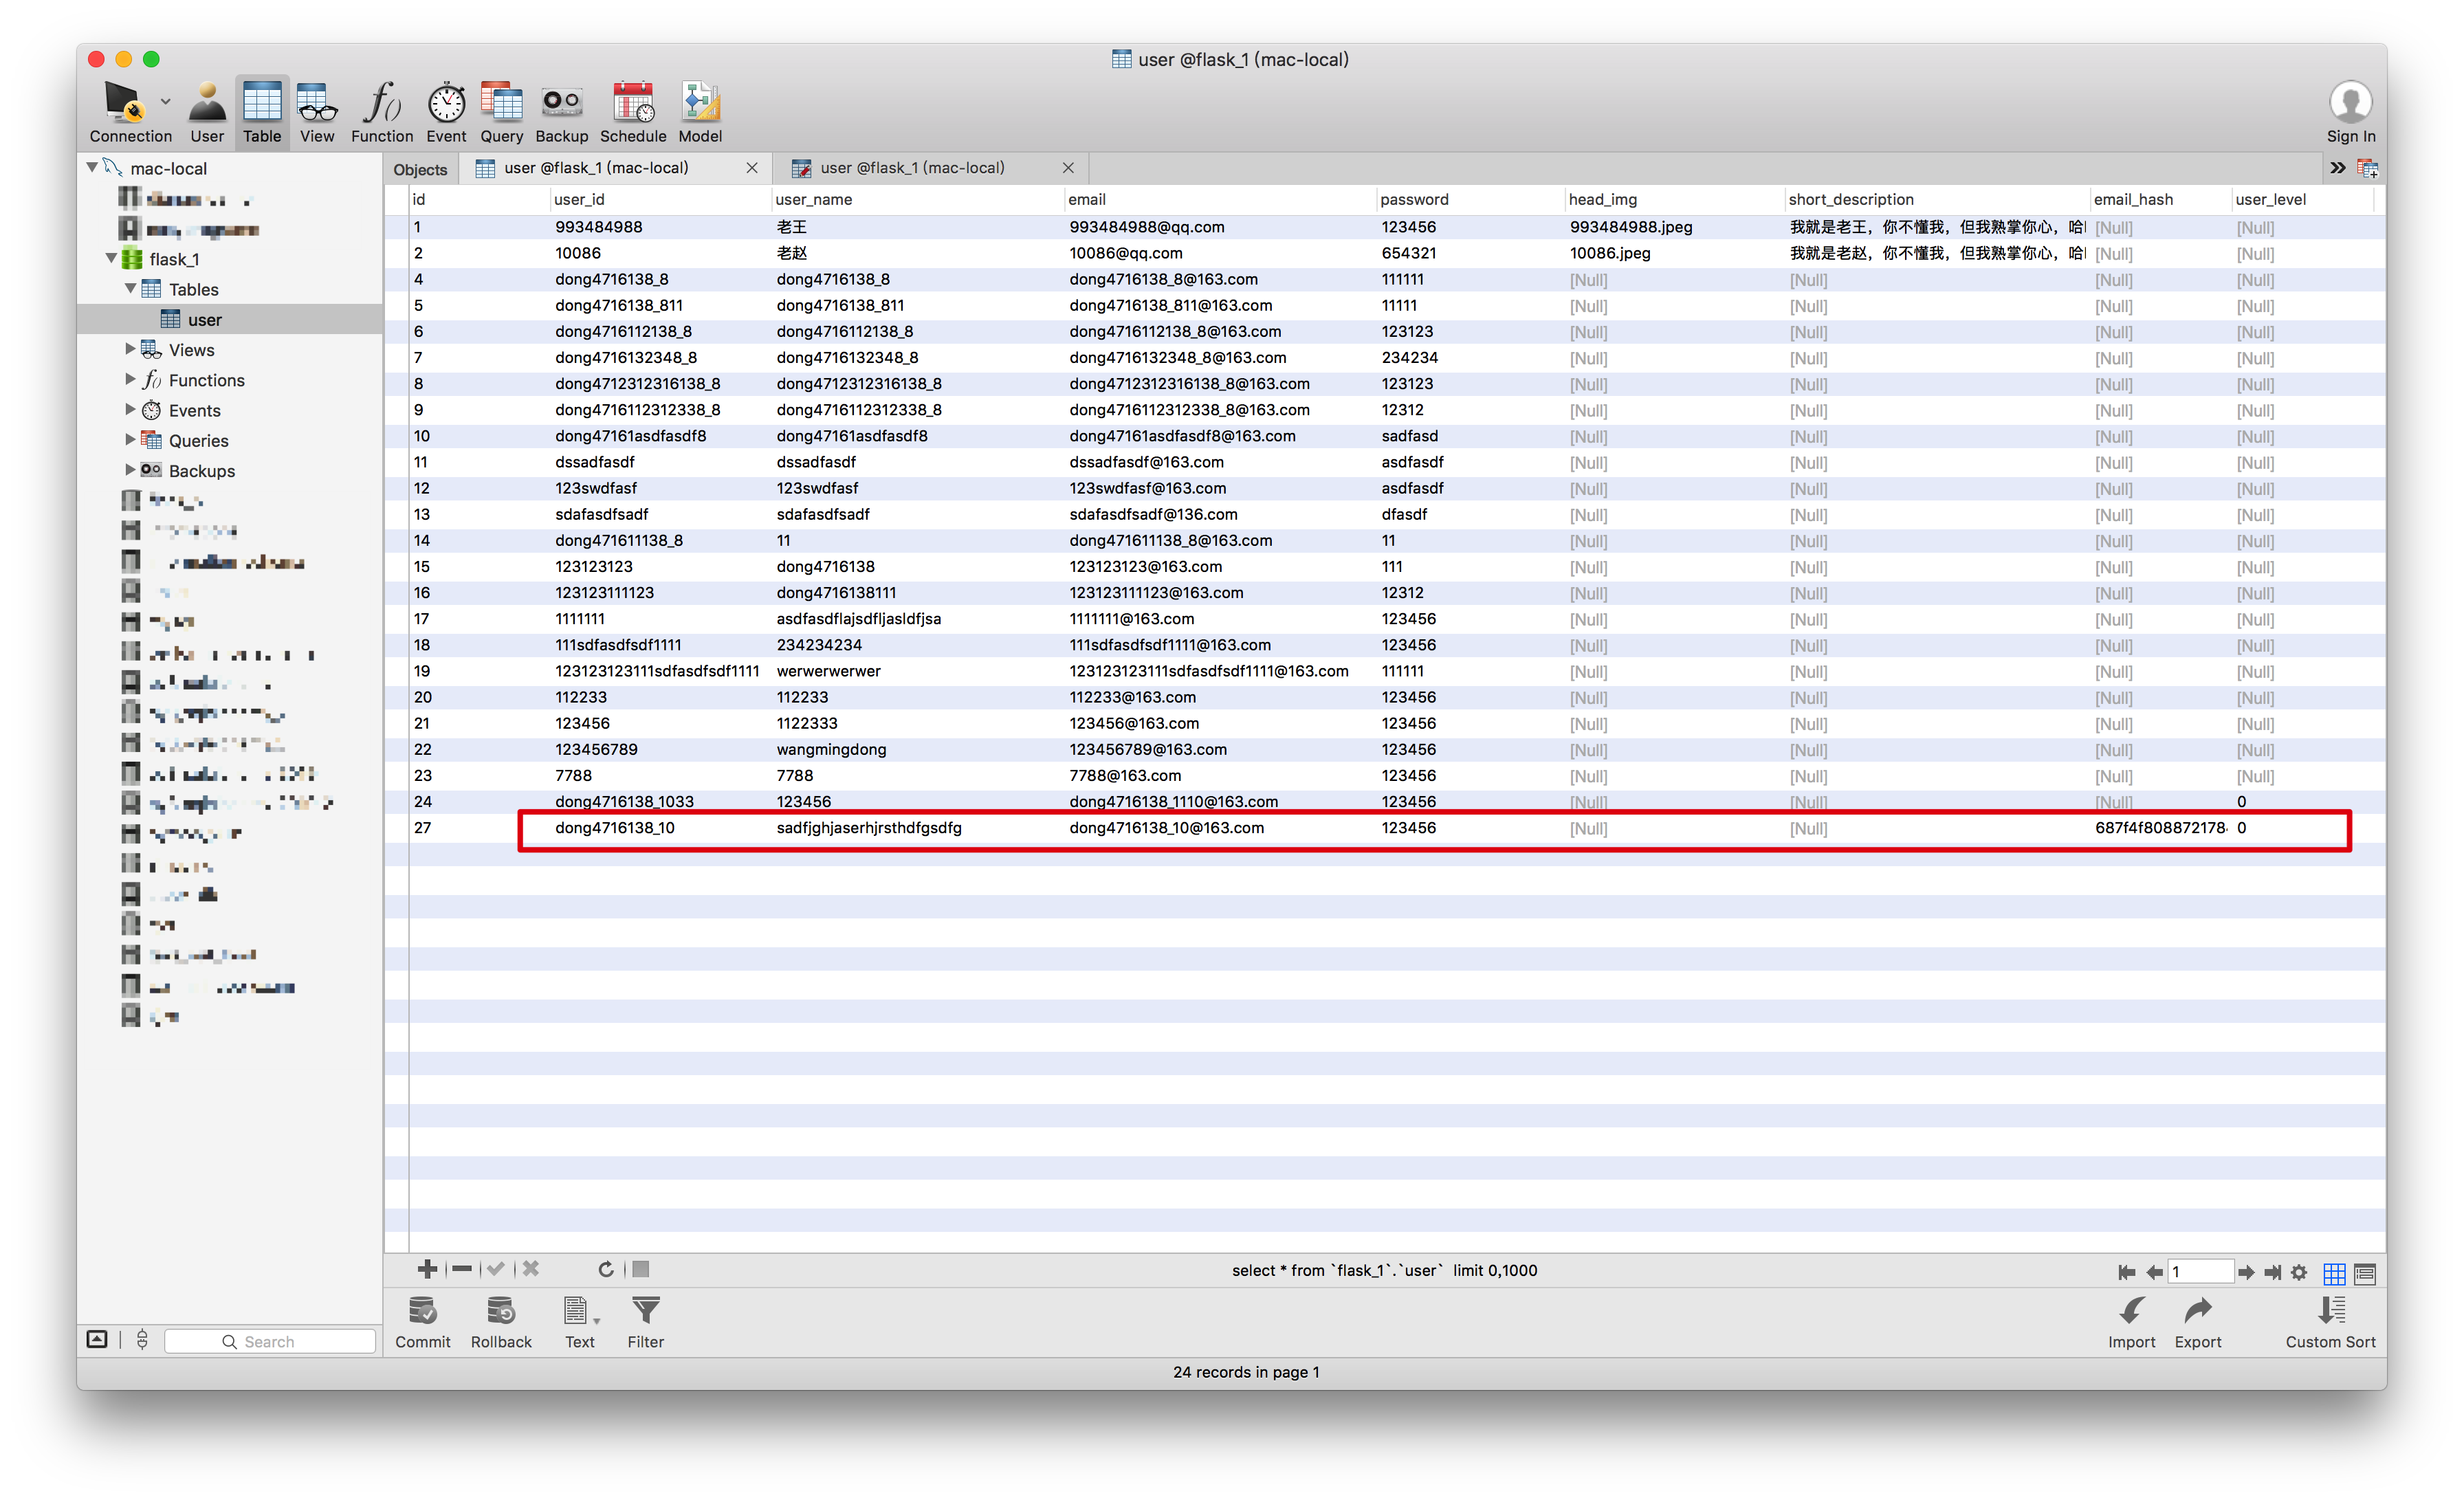 user @flask_1 (mac-local)
Connection User Table View Function Event Query Backup Schedule Model Sign In
mac-local
flask_1
Tables
user
Views
Functions
Events
Queries
Backups
Search
Objects user @flask_1 (mac-local) user @flask_1 (mac-local)
id user_id user_name email password head_img short_description email_hash user_level
1 993484988 老王 993484988@qq.com 123456 993484988.jpeg 我就是老王，你不懂我，但我熟掌你心，哈 [Null] [Null]
2 10086 老赵 10086@qq.com 654321 10086.jpeg 我就是老赵，你不懂我，但我熟掌你心，哈 [Null] [Null]
4 dong4716138_8 dong4716138_8 dong4716138_8@163.com 111111 [Null] [Null] [Null] [Null]
5 dong4716138_811 dong4716138_811 dong4716138_811@163.com 11111 [Null] [Null] [Null] [Null]
6 dong4716112138_8 dong4716112138_8 dong4716112138_8@163.com 123123 [Null] [Null] [Null] [Null]
7 dong4716132348_8 dong4716132348_8 dong4716132348_8@163.com 234234 [Null] [Null] [Null] [Null]
8 dong4712312316138_8 dong4712312316138_8 dong4712312316138_8@163.com 123123 [Null] [Null] [Null] [Null]
9 dong4716112312338_8 dong4716112312338_8 dong4716112312338_8@163.com 12312 [Null] [Null] [Null] [Null]
10 dong47161asdfasdf8 dong47161asdfasdf8 dong47161asdfasdf8@163.com sadfasd [Null] [Null] [Null] [Null]
11 dssadfasdf dssadfasdf dssadfasdf@163.com asdfasdf [Null] [Null] [Null] [Null]
12 123swdfasf 123swdfasf 123swdfasf@163.com asdfasdf [Null] [Null] [Null] [Null]
13 sdafasdfsadf sdafasdfsadf sdafasdfsadf@136.com dfasdf [Null] [Null] [Null] [Null]
14 dong471611138_8 11 dong471611138_8@163.com 11 [Null] [Null] [Null] [Null]
15 123123123 dong4716138 123123123@163.com 111 [Null] [Null] [Null] [Null]
16 123123111123 dong4716138111 123123111123@163.com 12312 [Null] [Null] [Null] [Null]
17 1111111 asdfasdflajsdfljasldfjsa 1111111@163.com 123456 [Null] [Null] [Null] [Null]
18 111sdfasdfsdf1111 234234234 111sdfasdfsdf1111@163.com 123456 [Null] [Null] [Null] [Null]
19 123123123111sdfasdfsdf1111 werwerwerwer 123123123111sdfasdfsdf1111@163.com 111111 [Null] [Null] [Null] [Null]
20 112233 112233 112233@163.com 123456 [Null] [Null] [Null] [Null]
21 123456 1122333 123456@163.com 123456 [Null] [Null] [Null] [Null]
22 123456789 wangmingdong 123456789@163.com 123456 [Null] [Null] [Null] [Null]
23 7788 7788 7788@163.com 123456 [Null] [Null] [Null] [Null]
24 dong4716138_1033 123456 dong4716138_1110@163.com 123456 [Null] [Null] [Null] 0
27 dong4716138_10 sadfjghjaserhjrsthdfgsdfg dong4716138_10@163.com 123456 [Null] [Null] 687f4f808872178 0
select * from `flask_1`.`user` limit 0,1000
1
Commit Rollback Text Filter Import Export Custom Sort
24 records in page 1